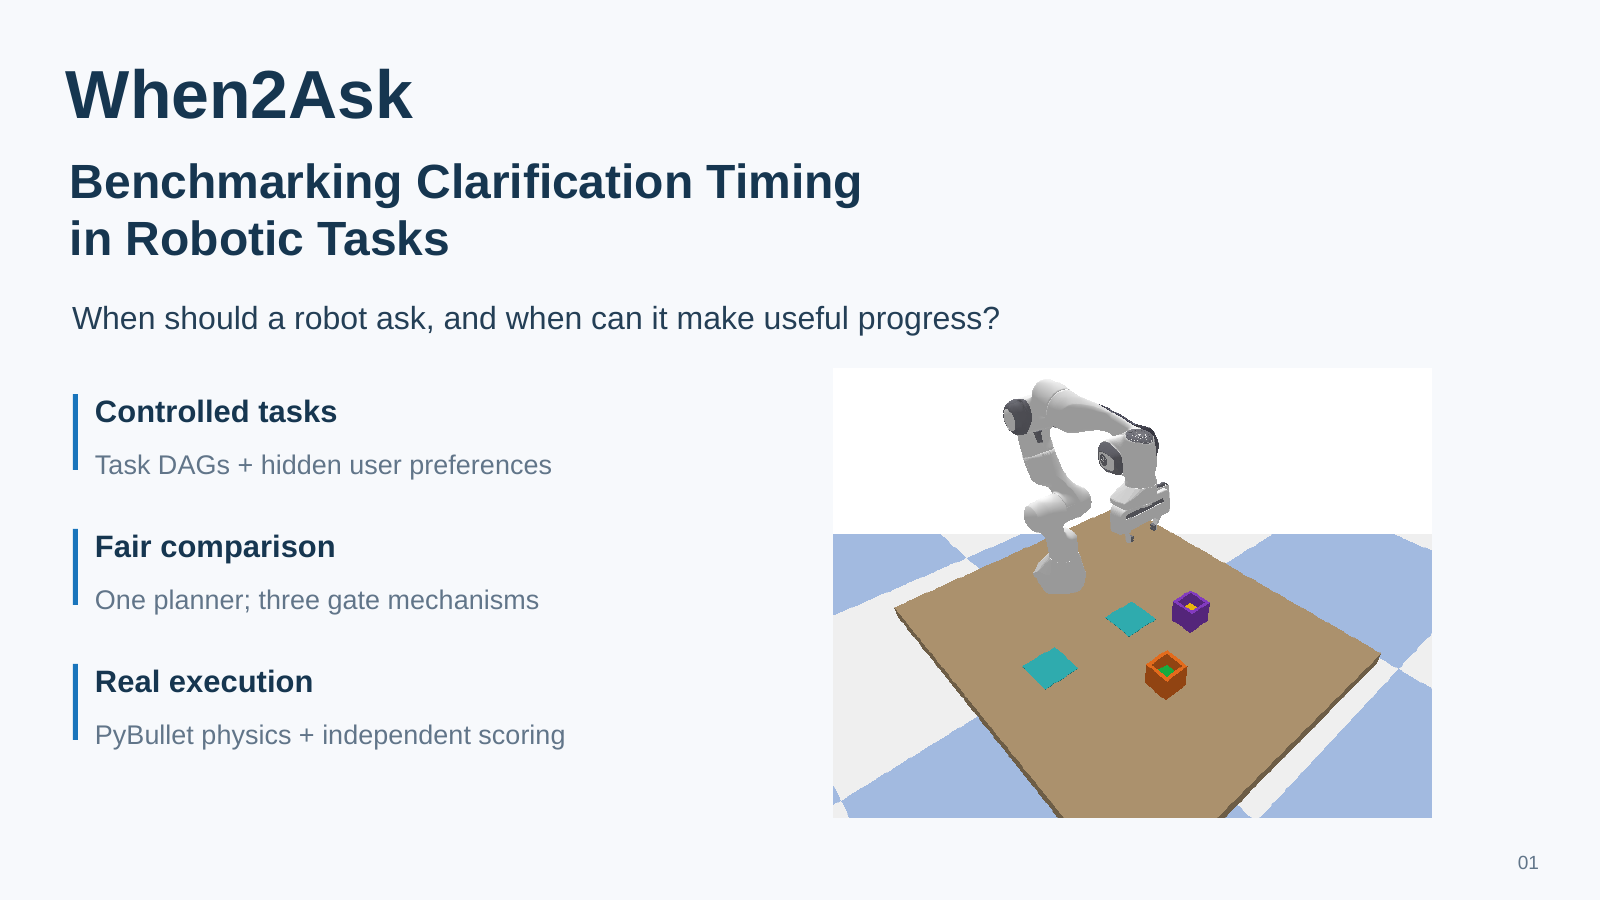 When2Ask
Benchmarking Clarification Timing
in Robotic Tasks
When should a robot ask, and when can it make useful progress?
Controlled tasks
Task DAGs + hidden user preferences
Fair comparison
One planner; three gate mechanisms
Real execution
PyBullet physics + independent scoring
01